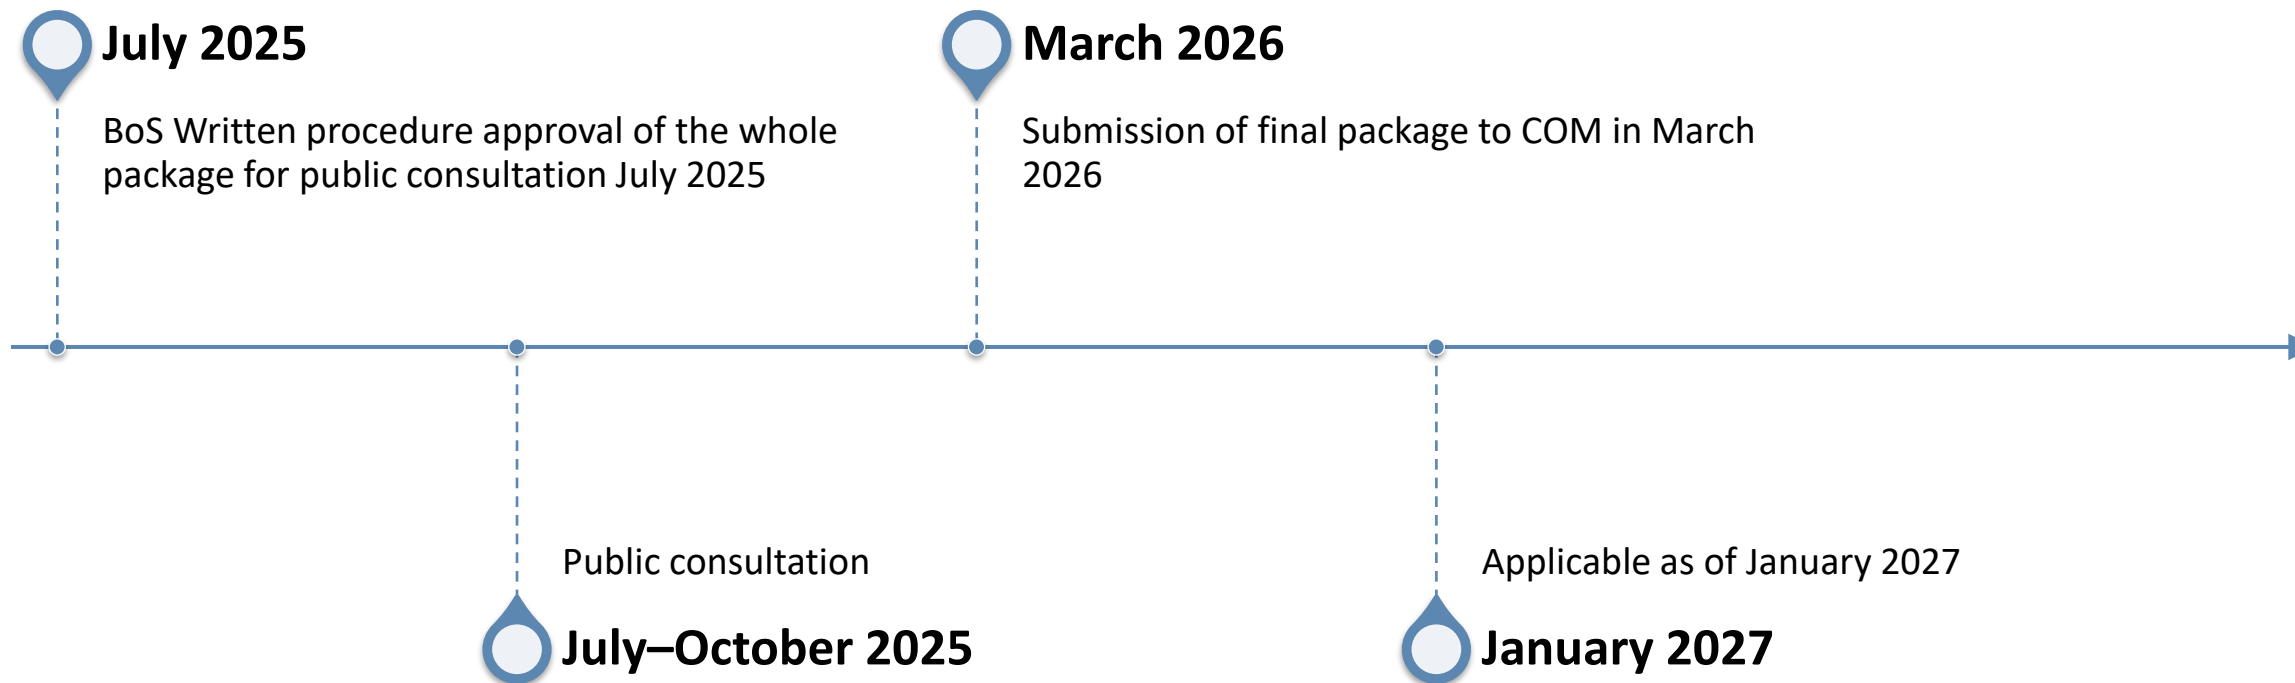 July 2025
BoS Written procedure approval of the whole
package for public consultation July 2025
March 2026
Submission of final package to COM in March
2026
Public consultation
July–October 2025
Applicable as of January 2027
January 2027